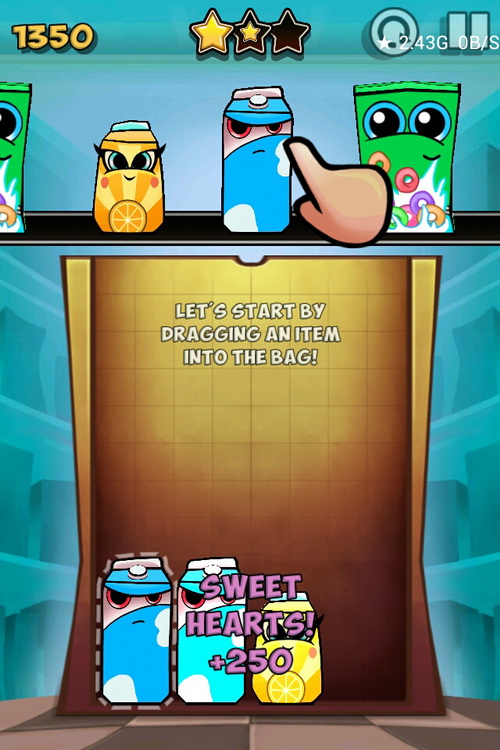 1350
★ 2.43G 0B/S
LET'S START BY
DRAGGING AN ITEM
INTO THE BAG!
SWEET
HEARTS!
+250